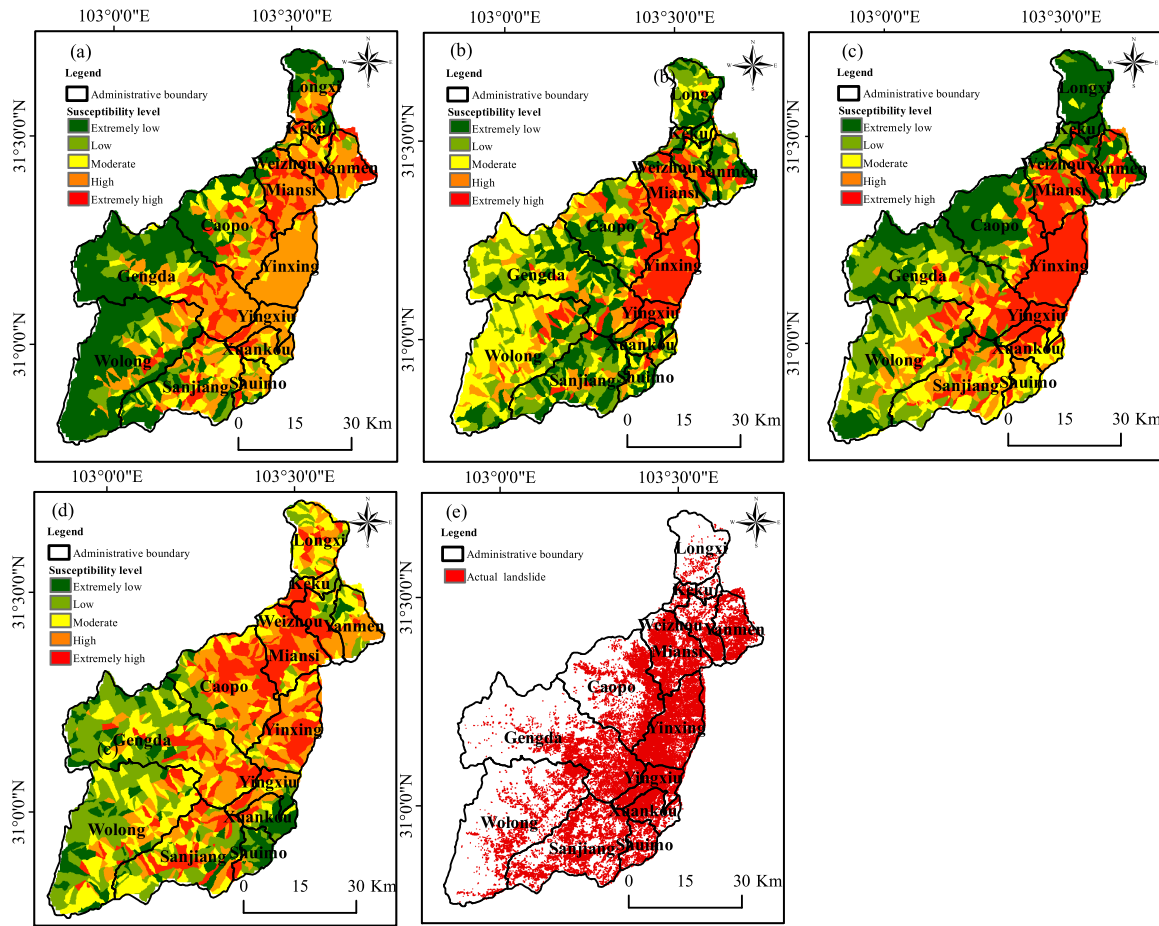 103°0'0"E
103°30'0"E
103°0'0"E
103°30'0"E
103°0'0"E
103°30'0"E
31°30'0"N
31°0'0"N
(a)
N
W
E
S
Legend
Administrative boundary
Susceptibility level
Extremely low
Low
Moderate
High
Extremely high
Longxi
Keku
Weizhou
Yanmen
Miansi
Caopo
Yinxing
Gengda
Yingxiu
Wolong
Xuankou
Sanjiang
Shuimo
0
15
30 Km
31°30'0"N
31°0'0"N
(b)
(b)
N
W
E
S
Legend
Administrative boundary
Susceptibility level
Extremely low
Low
Moderate
High
Extremely high
Longxi
Keku
Weizhou
Yanmen
Miansi
Caopo
Yinxing
Gengda
Yingxiu
Wolong
Xuankou
Sanjiang
Shuimo
0
15
30 Km
31°30'0"N
31°0'0"N
(c)
N
W
E
S
Legend
Administrative boundary
Susceptibility level
Extremely low
Low
Moderate
High
Extremely high
Longxi
Keku
Weizhou
Yanmen
Miansi
Caopo
Yinxing
Gengda
Yingxiu
Wolong
Xuankou
Sanjiang
Shuimo
0
15
30 Km
103°0'0"E
103°30'0"E
103°0'0"E
103°30'0"E
31°30'0"N
31°0'0"N
(d)
N
W
E
S
Legend
Administrative boundary
Susceptibility level
Extremely low
Low
Moderate
High
Extremely high
Longxi
Keku
Weizhou
Yanmen
Miansi
Caopo
Yinxing
Gengda
(c)
Yingxiu
Wolong
Xuankou
Sanjiang
Shuimo
0
15
30 Km
31°30'0"N
31°0'0"N
(e)
N
W
E
S
Legend
Administrative boundary
Actual landslide
Longxi
Keku
Weizhou
Yanmen
Miansi
Caopo
Yinxing
Gengda
Yingxiu
Wolong
Xuankou
Sanjiang
Shuimo
0
15
30 Km